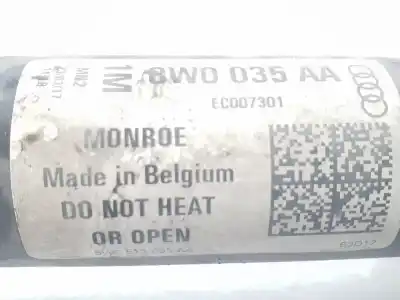 1M 8W0 035 AA
EC007301
MONROE
Made in Belgium
DO NOT HEAT
OR OPEN